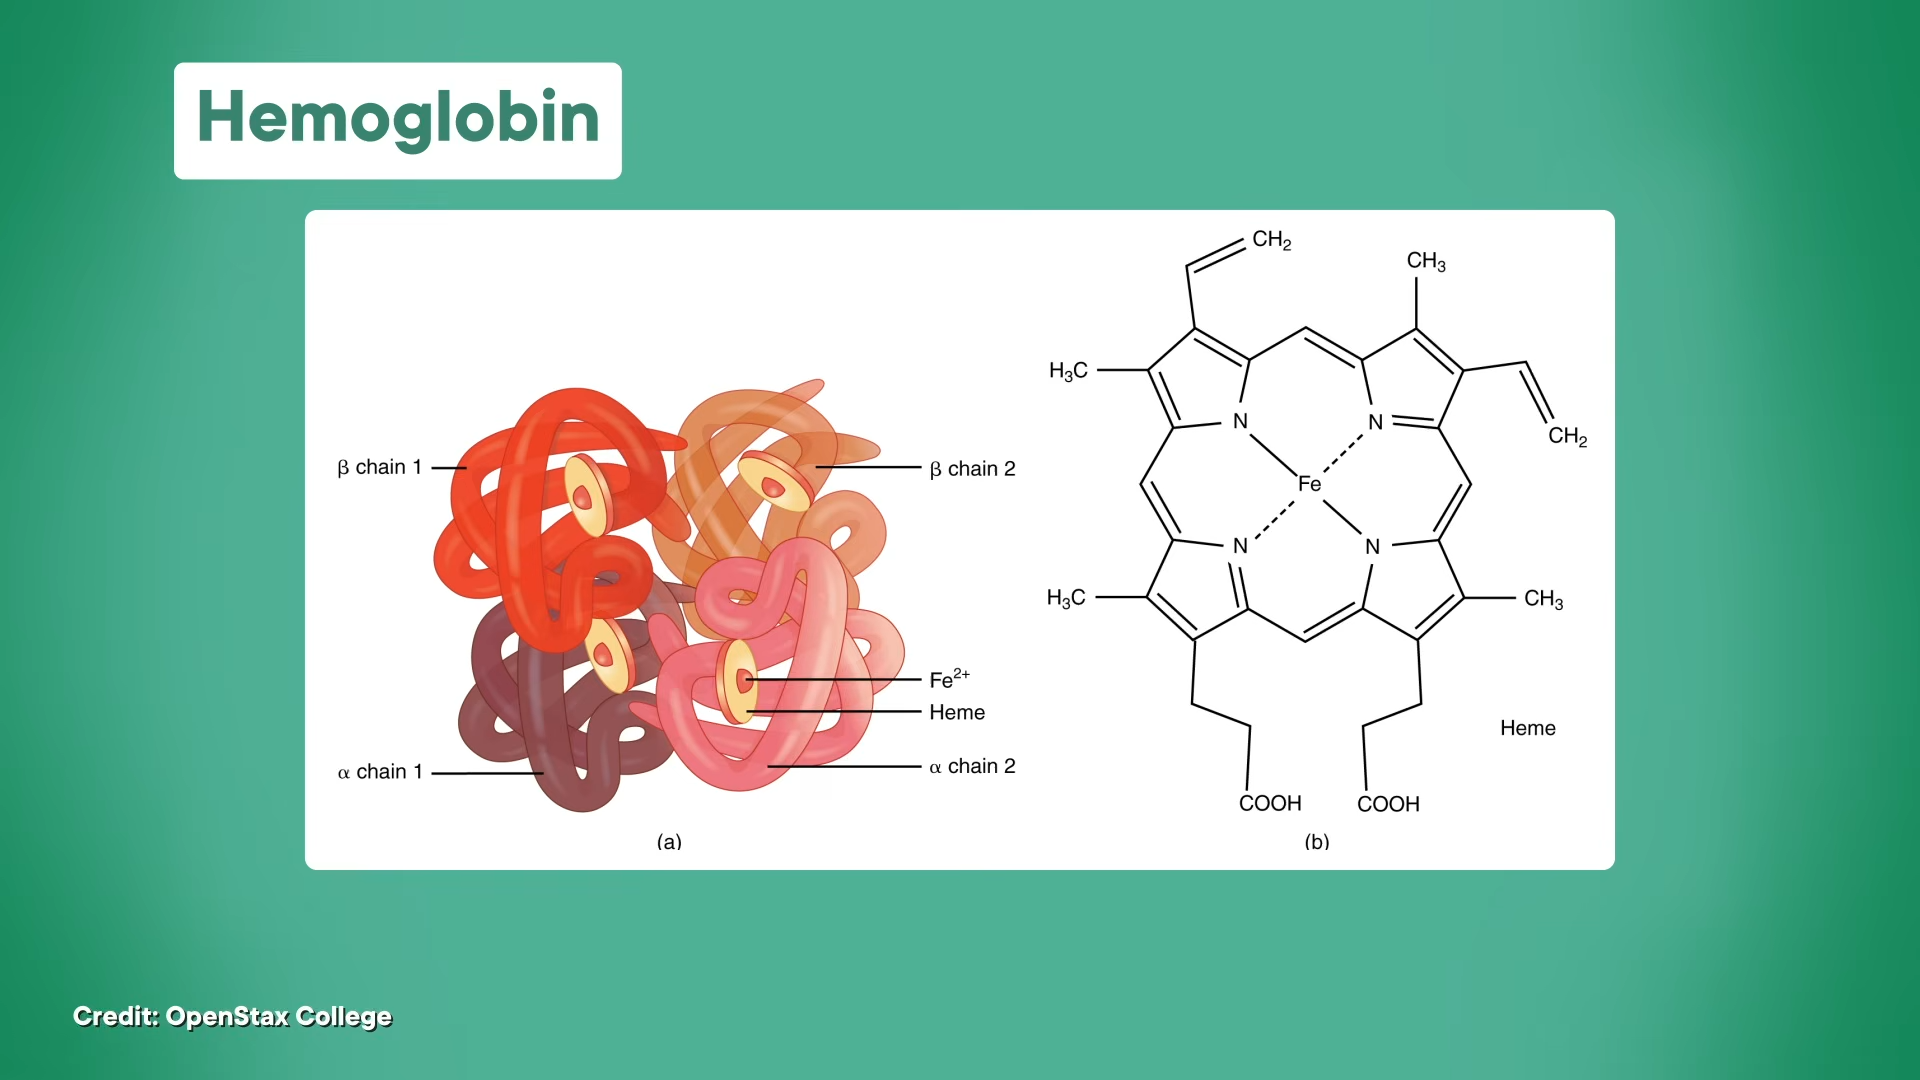 Hemoglobin
β chain 1
β chain 2
Fe²⁺
Heme
α chain 1
α chain 2
(a)
CH₂
CH₃
H₃C
CH₂
N
N
Fe
N
N
H₃C
CH₃
Heme
COOH
COOH
(b)
Credit: OpenStax College